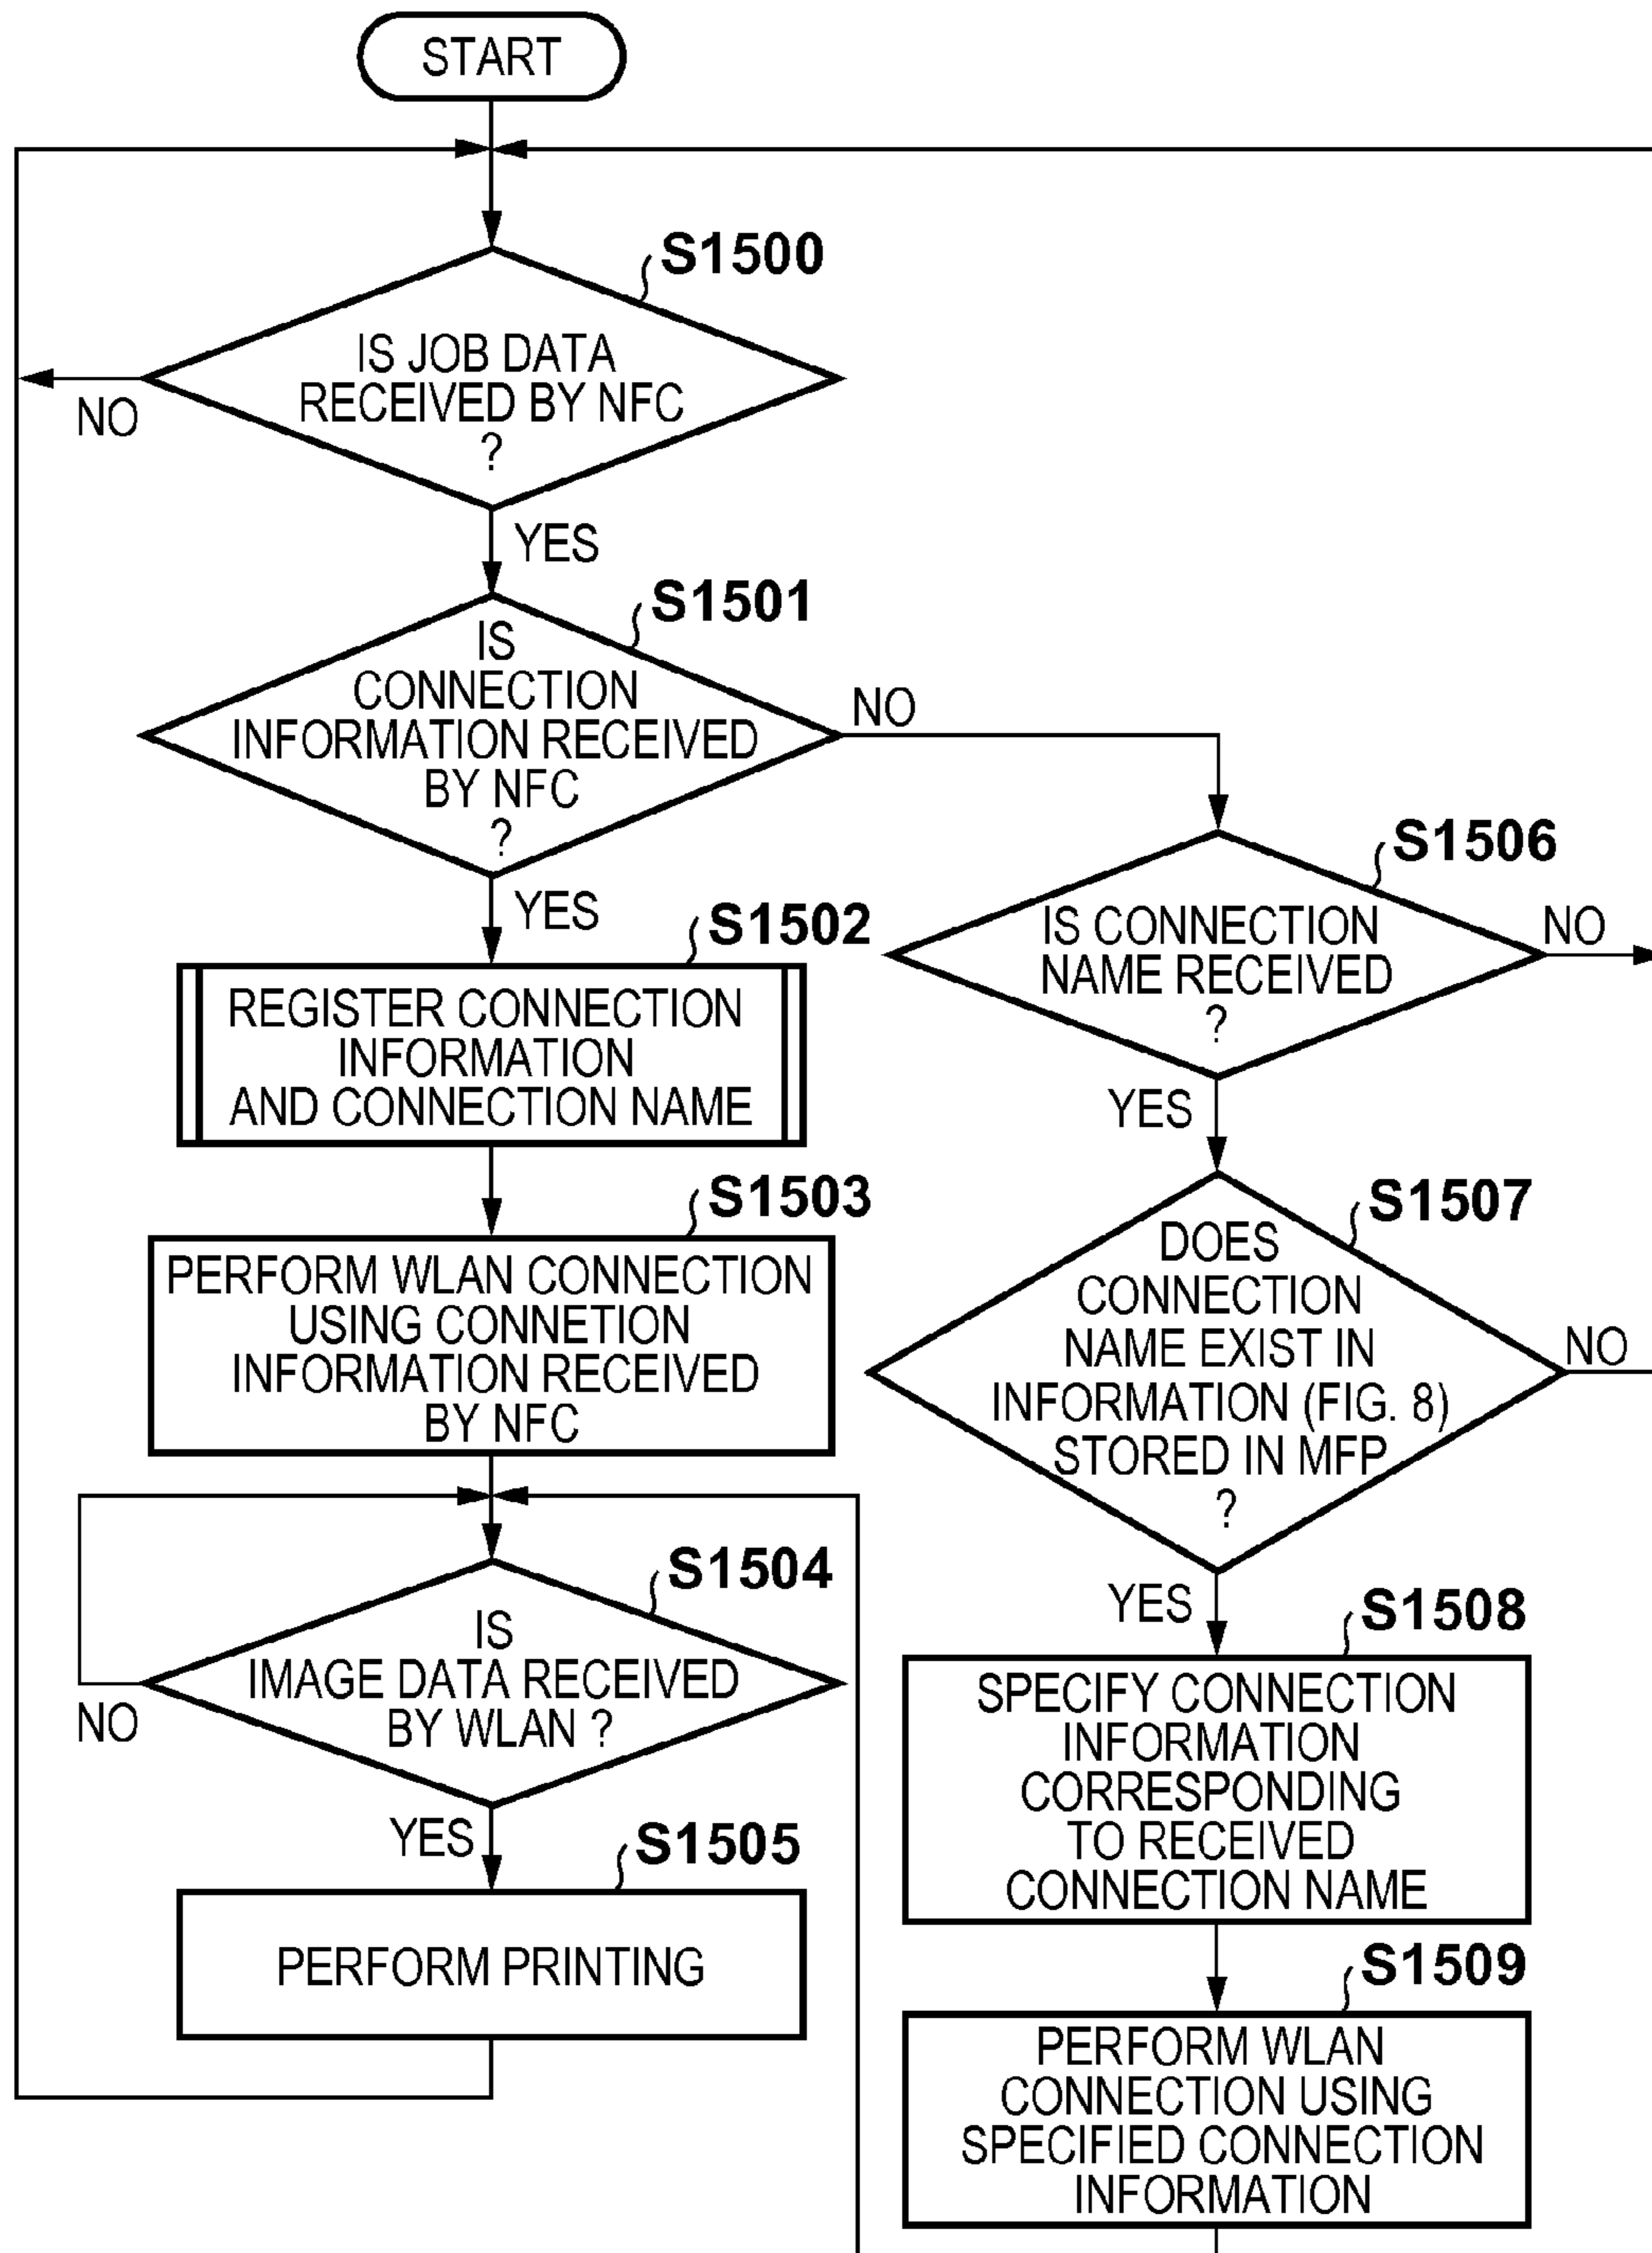 START
S1500
IS JOB DATA
RECEIVED BY NFC
?
NO
YES
S1501
IS
CONNECTION
INFORMATION RECEIVED
BY NFC
?
NO
YES
S1502
REGISTER CONNECTION
INFORMATION
AND CONNECTION NAME
S1503
PERFORM WLAN CONNECTION
USING CONNETION
INFORMATION RECEIVED
BY NFC
S1504
IS
IMAGE DATA RECEIVED
BY WLAN ?
NO
YES
S1505
PERFORM PRINTING
S1506
IS CONNECTION
NAME RECEIVED
?
NO
YES
S1507
DOES
CONNECTION
NAME EXIST IN
INFORMATION (FIG. 8)
STORED IN MFP
?
NO
YES
S1508
SPECIFY CONNECTION
INFORMATION
CORRESPONDING
TO RECEIVED
CONNECTION NAME
S1509
PERFORM WLAN
CONNECTION USING
SPECIFIED CONNECTION
INFORMATION